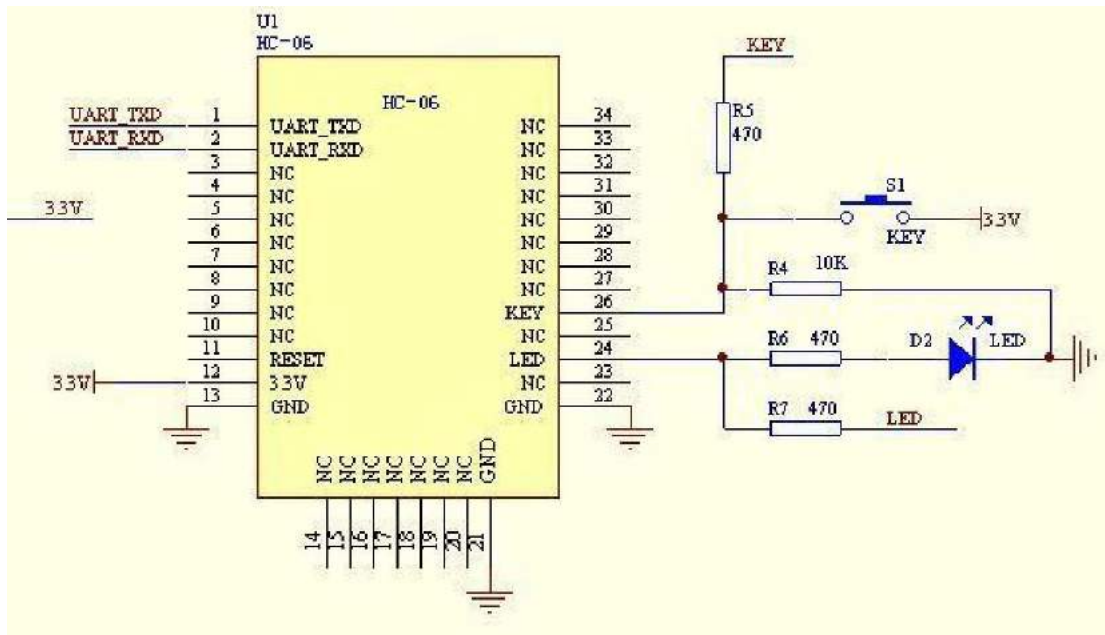 U1
HC-06
HC-06
UART_TXD 1 UART_TXD
UART_RXD 2 UART_RXD
3 NC
4 NC
33V 5 NC
6 NC
7 NC
8 NC
9 NC
10 NC
11 RESET
33V 12 33V
13 GND
NC 34
NC 33
NC 32
NC 31
NC 30
NC 29
NC 28
NC 27
KEY 26
NC 25
LED 24
NC 23
GND 22
NC NC NC NC NC NC NC GND
14 15 16 17 18 19 20 21
KEY
R5
470
S1
KEY
33V
R4 10K
R6 470
D2 LED
R7 470 LED